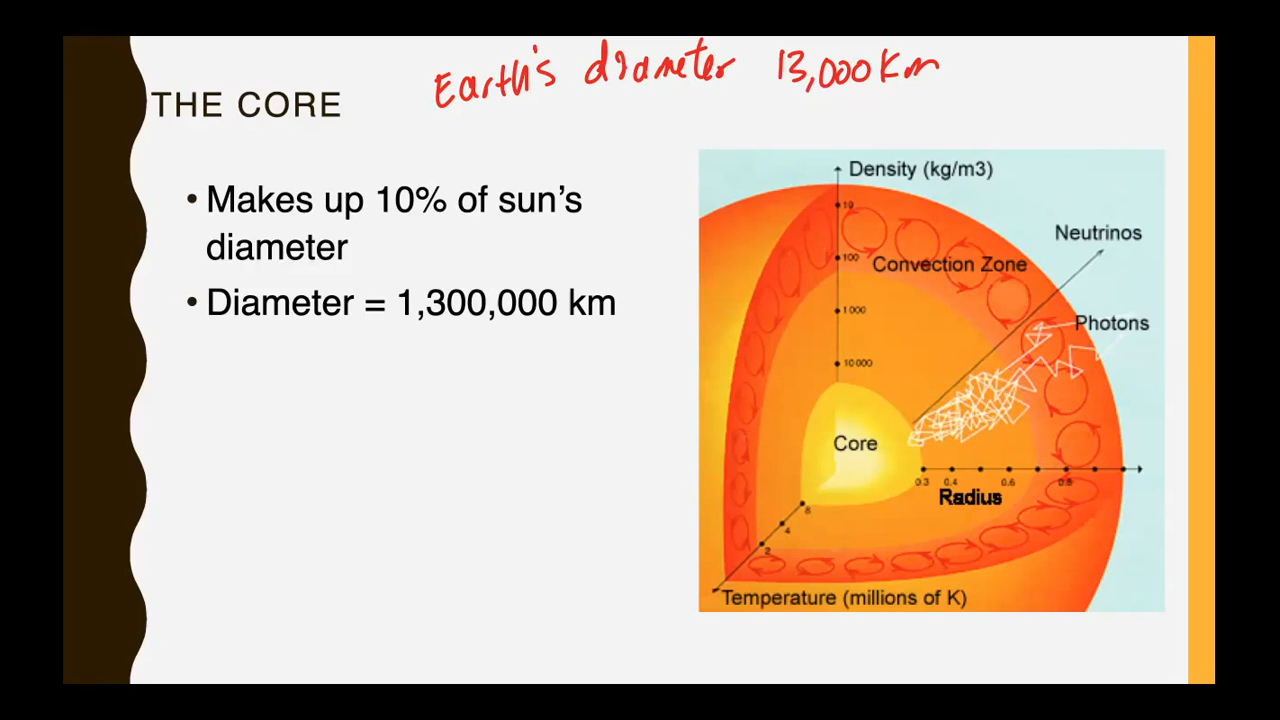 Earth's diameter 13,000 Km
THE CORE
• Makes up 10% of sun's
diameter
• Diameter = 1,300,000 km
Density (kg/m3)
19
100
1 000
10 000
Neutrinos
Convection Zone
Photons
Core
0.3 0.4 0.6 0.8
Radius
8
4
2
Temperature (millions of K)